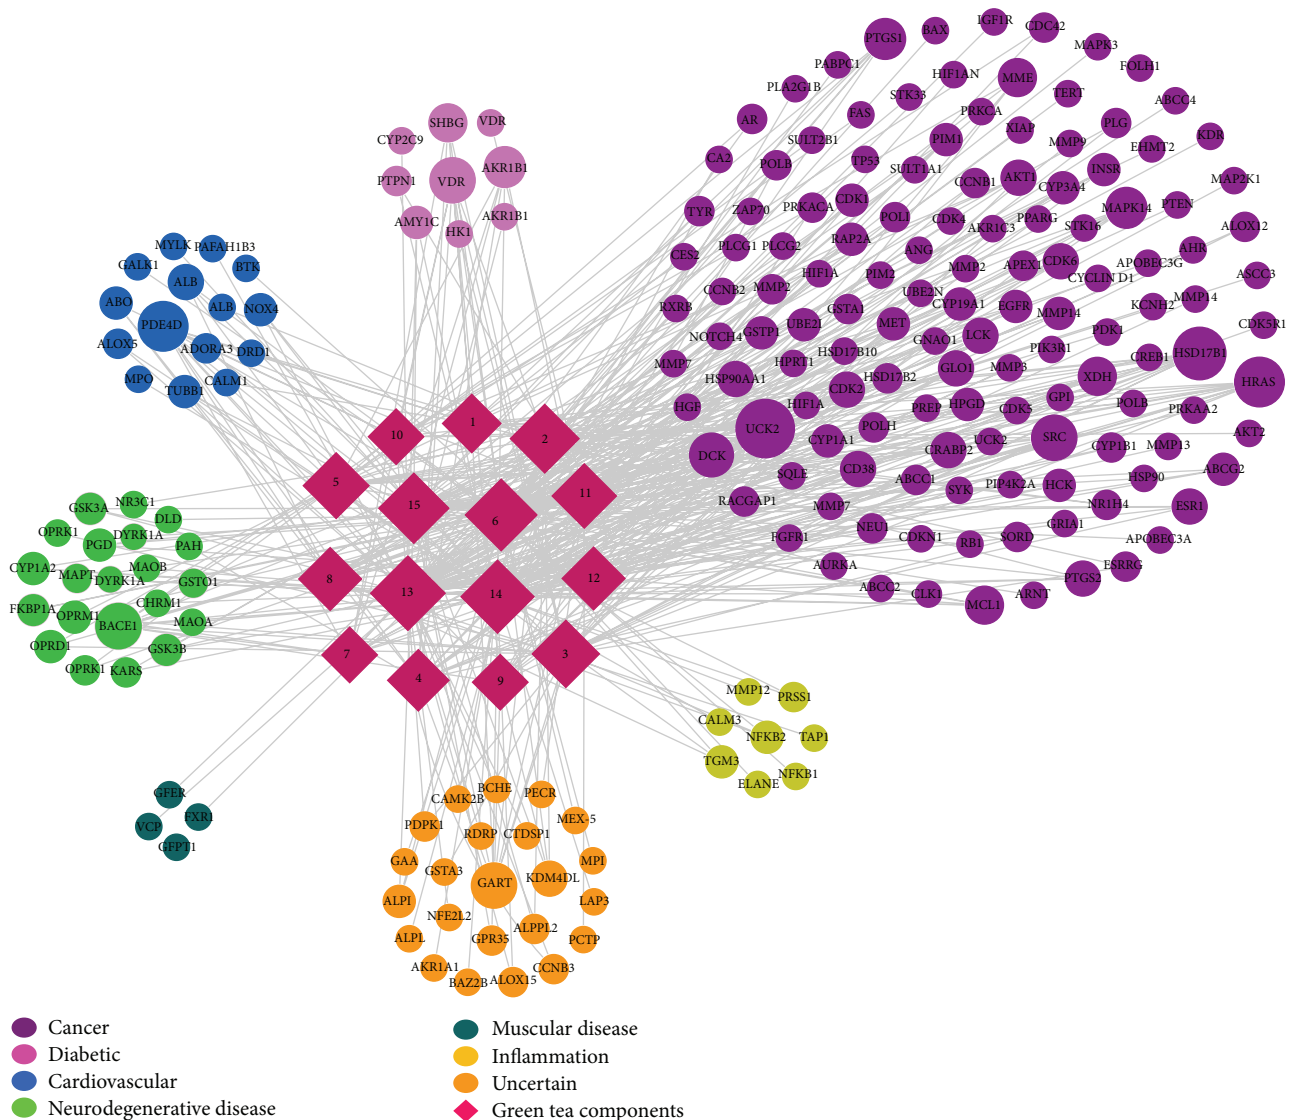 PTGS1
BAX
IGF1R
CDC42
MAPK3
FOLH1
PABPC1
HIF1AN
MME
PLA2G1B
STK33
TERT
ABCC4
AR
FAS
PRKCA
XIAP
PLG
KDR
SULT2B1
PIM1
MMP9
EHMT2
CA2
POLB
TP53
SULT1A1
CCNB1
AKT1
CYP3A4
INSR
MAP2K1
TYR
ZAP70
PRKACA
CDK1
POLI
CDK4
AKR1C3
PPARG
STK16
MAPK14
PTEN
ALOX12
CES2
PLCG1
PLCG2
RAP2A
ANG
MMP2
APEX1
CDK6
CYCLIN D1
APOBEC3G
AHR
ASCC3
RXRB
CCNB2
MMP2
HIF1A
PIM2
UBE2N
CYP19A1
EGFR
MMP14
KCNH2
MMP14
CDK5R1
NOTCH4
GSTP1
UBE2I
GSTA1
MET
GNAO1
LCK
PIK3R1
PDK1
CREB1
HSD17B1
MMP7
HSP90AA1
HPRT1
HSD17B10
HSD17B2
GLO1
MMP3
XDH
HRAS
HGF
UCK2
HIF1A
CDK2
PREP
HPGD
CDK5
GPI
POLB
PRKAA2
AKT2
DCK
CYP1A1
POLH
CRABP2
UCK2
SRC
CYP1B1
MMP13
SQLE
CD38
ABCC1
SYK
PIP4K2A
HCK
HSP90
ABCG2
RACGAP1
MMP7
NEU1
NR1H4
ESR1
FGFR1
CDKN1
RB1
SORD
GRIA1
APOBEC3A
AURKA
ABCC2
CLK1
MCL1
ARNT
PTGS2
ESRRG
SHBG
VDR
CYP2C9
PTPN1
VDR
AKR1B1
AMY1C
HK1
AKR1B1
MYLK
PAFAH1B3
GALK1
BTK
ALB
ABO
ALB
NOX4
PDE4D
ALOX5
ADORA3
DRD1
MPO
TUBB1
CALM1
10
1
2
5
15
6
11
8
13
14
12
7
4
9
3
GSK3A
NR3C1
DLD
OPRK1
PGD
DYRK1A
PAH
CYP1A2
MAPT
DYRK1A
MAOB
GSTO1
FKBP1A
OPRM1
CHRM1
BACE1
MAOA
OPRD1
GSK3B
OPRK1
KARS
MMP12
PRSS1
CALM3
NFKB2
TAP1
TGM3
ELANE
NFKB1
GFER
VCP
FXR1
GFPT1
BCHE
CAMK2B
PECR
PDPK1
RDRP
CTDSP1
MEX-5
GAA
GSTA3
GART
KDM4DL
MPI
ALPI
LAP3
NFE2L2
ALPL
GPR35
ALPPL2
PCTP
AKR1A1
BAZ2B
ALOX15
CCNB3
Cancer
Diabetic
Cardiovascular
Neurodegenerative disease
Muscular disease
Inflammation
Uncertain
Green tea components